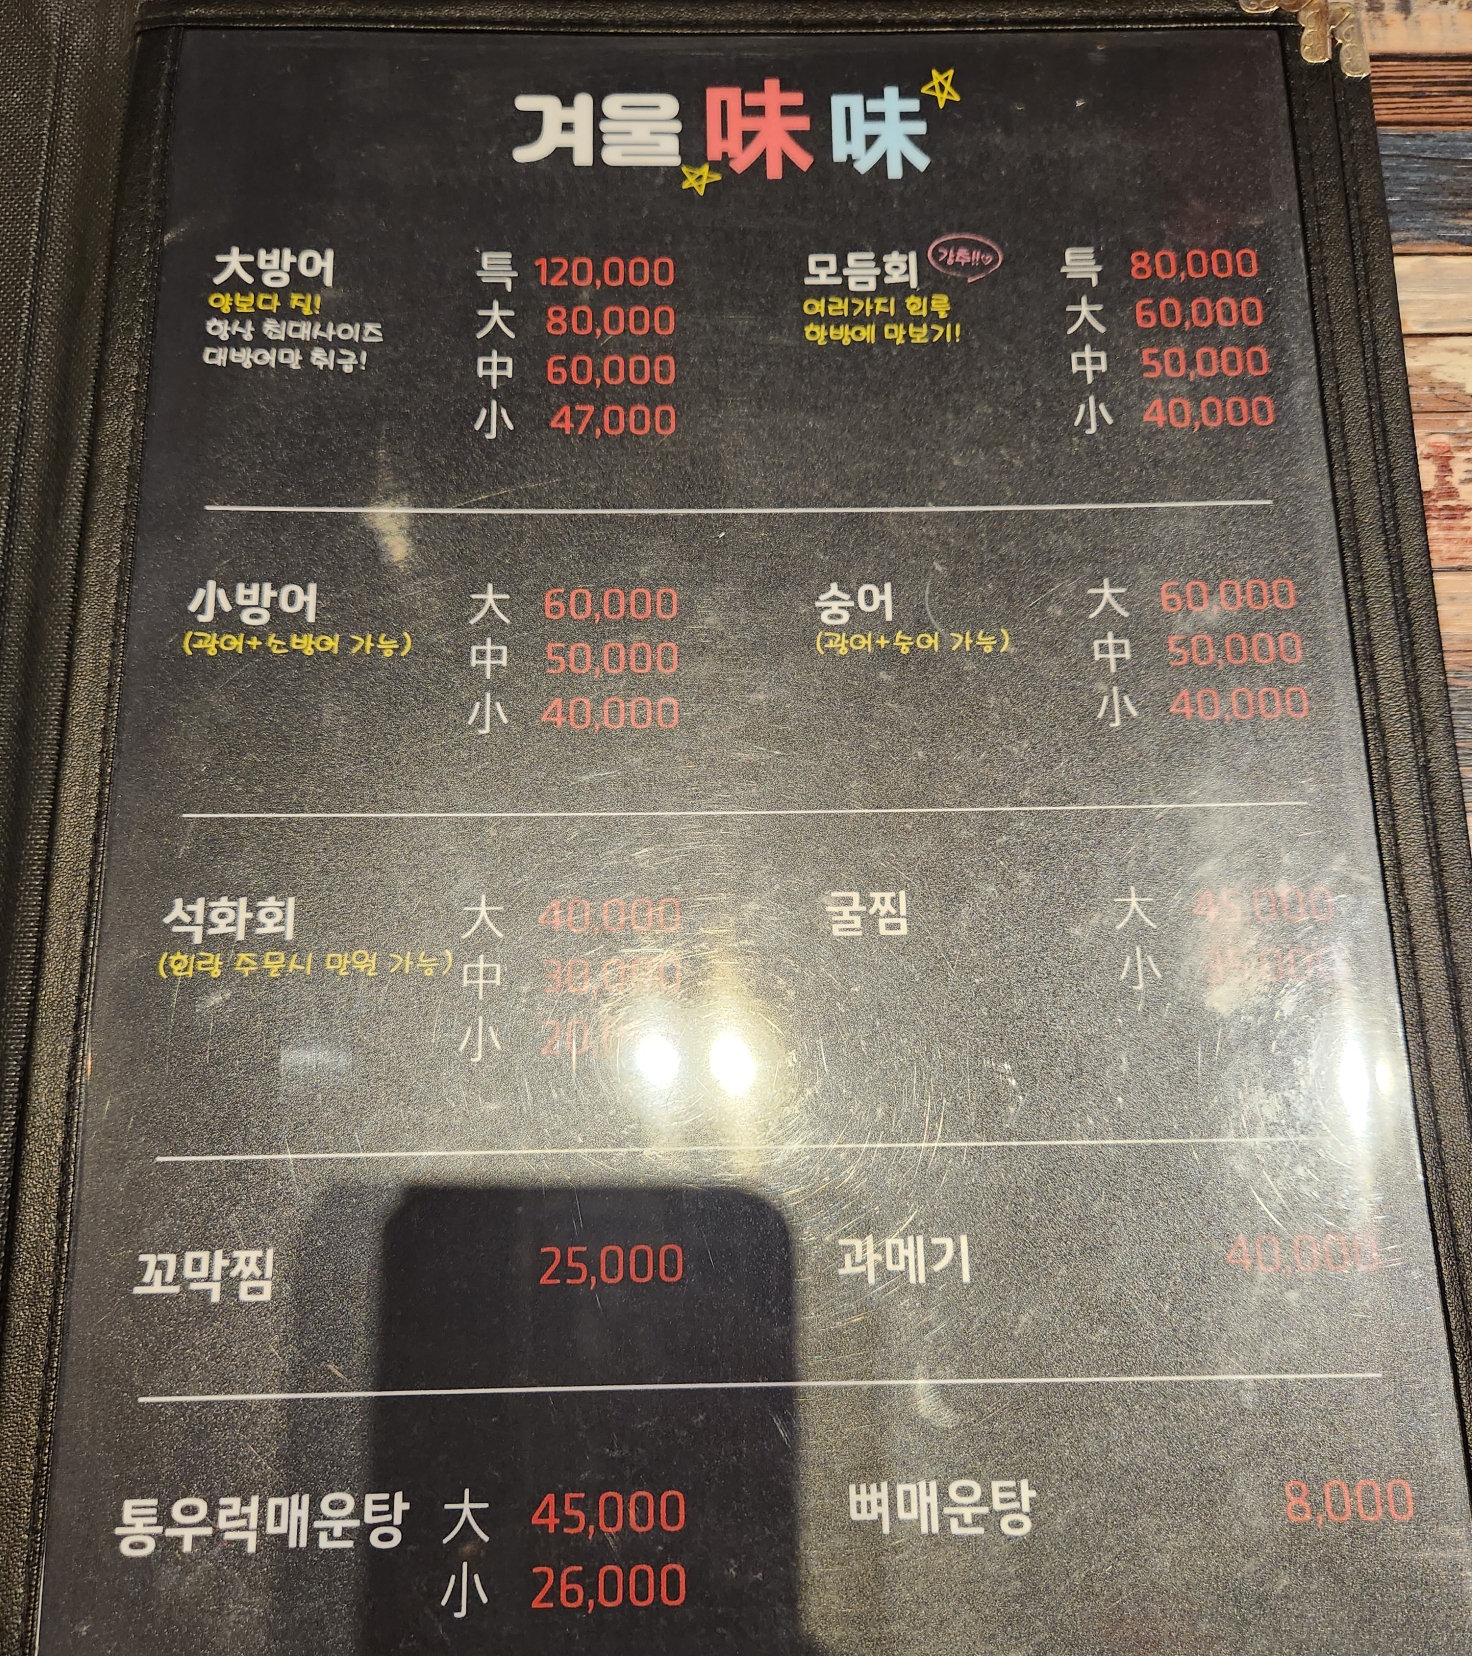 겨울 味 味
大방어 특 120,000
양보다 질!
항상 최대사이즈
대방어만 취급!
大 80,000
中 60,000
小 47,000
모듬회 강추!!♡ 특 80,000
여러가지 회를
한방에 맛보기!
大 60,000
中 50,000
小 40,000
小방어 大 60,000
(광어+소방어 가능)
中 50,000
小 40,000
숭어 大 60,000
(광어+숭어 가능)
中 50,000
小 40,000
석화회 大 40,000
(회랑 주문시 만원 가능)
中 30,000
小
굴찜 大 45,000
小
꼬막찜 25,000
과메기 40,000
통우럭매운탕 大 45,000
小 26,000
뼈매운탕 8,000